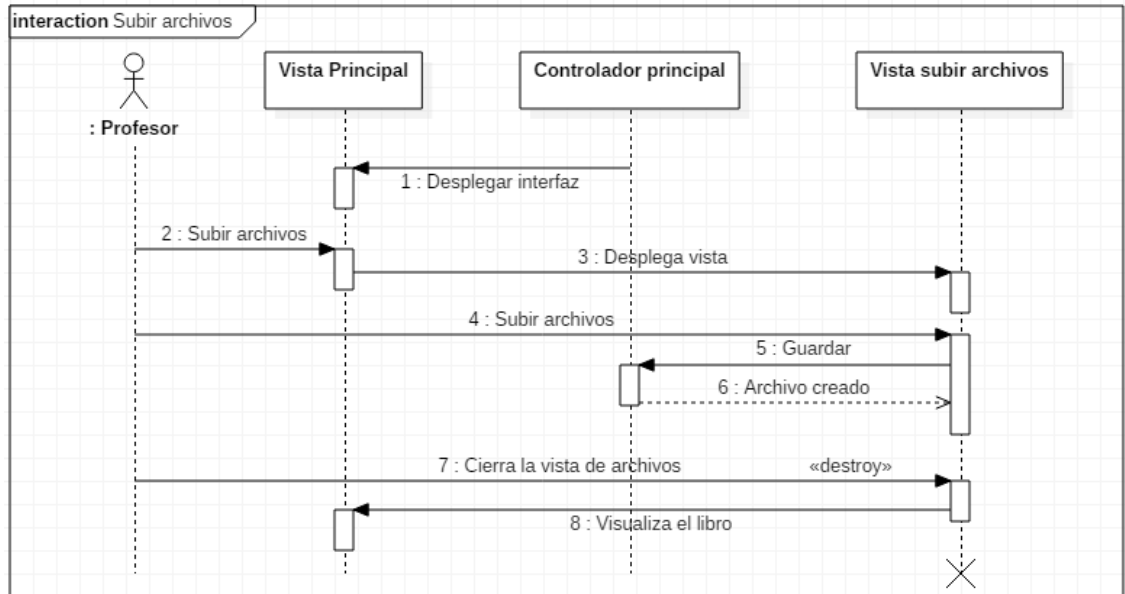 interaction Subir archivos
Vista Principal
Controlador principal
Vista subir archivos
: Profesor
1 : Desplegar interfaz
2 : Subir archivos
3 : Desplega vista
4 : Subir archivos
5 : Guardar
6 : Archivo creado
7 : Cierra la vista de archivos
«destroy»
8 : Visualiza el libro